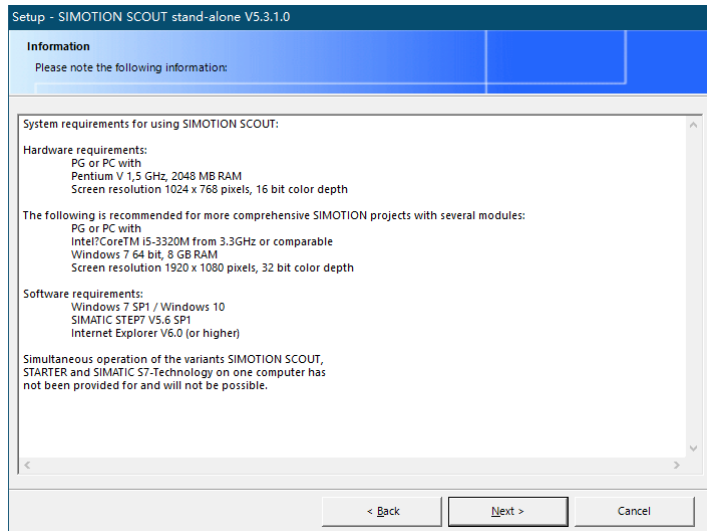 Setup - SIMOTION SCOUT stand-alone V5.3.1.0
Information
Please note the following information:
System requirements for using SIMOTION SCOUT:
Hardware requirements:
PG or PC with
Pentium V 1,5 GHz, 2048 MB RAM
Screen resolution 1024 x 768 pixels, 16 bit color depth
The following is recommended for more comprehensive SIMOTION projects with several modules:
PG or PC with
Intel?CoreTM i5-3320M from 3.3GHz or comparable
Windows 7 64 bit, 8 GB RAM
Screen resolution 1920 x 1080 pixels, 32 bit color depth
Software requirements:
Windows 7 SP1 / Windows 10
SIMATIC STEP7 V5.6 SP1
Internet Explorer V6.0 (or higher)
Simultaneous operation of the variants SIMOTION SCOUT,
STARTER and SIMATIC S7-Technology on one computer has
not been provided for and will not be possible.
< Back Next > Cancel